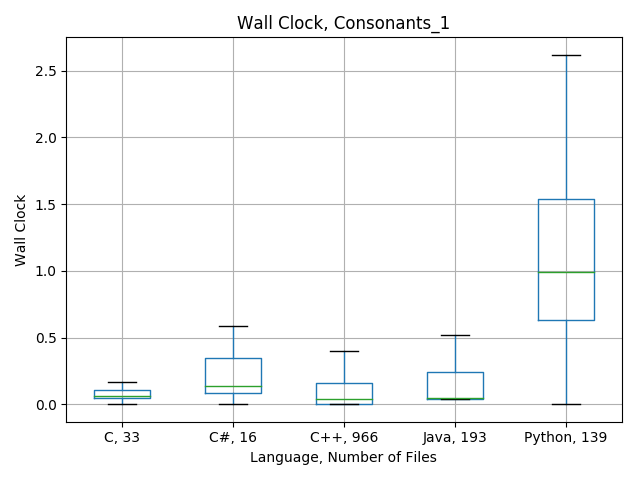 Wall Clock, Consonants_1
Wall Clock
2.5
2.0
1.5
1.0
0.5
0.0
C, 33
C#, 16
C++, 966
Java, 193
Python, 139
Language, Number of Files